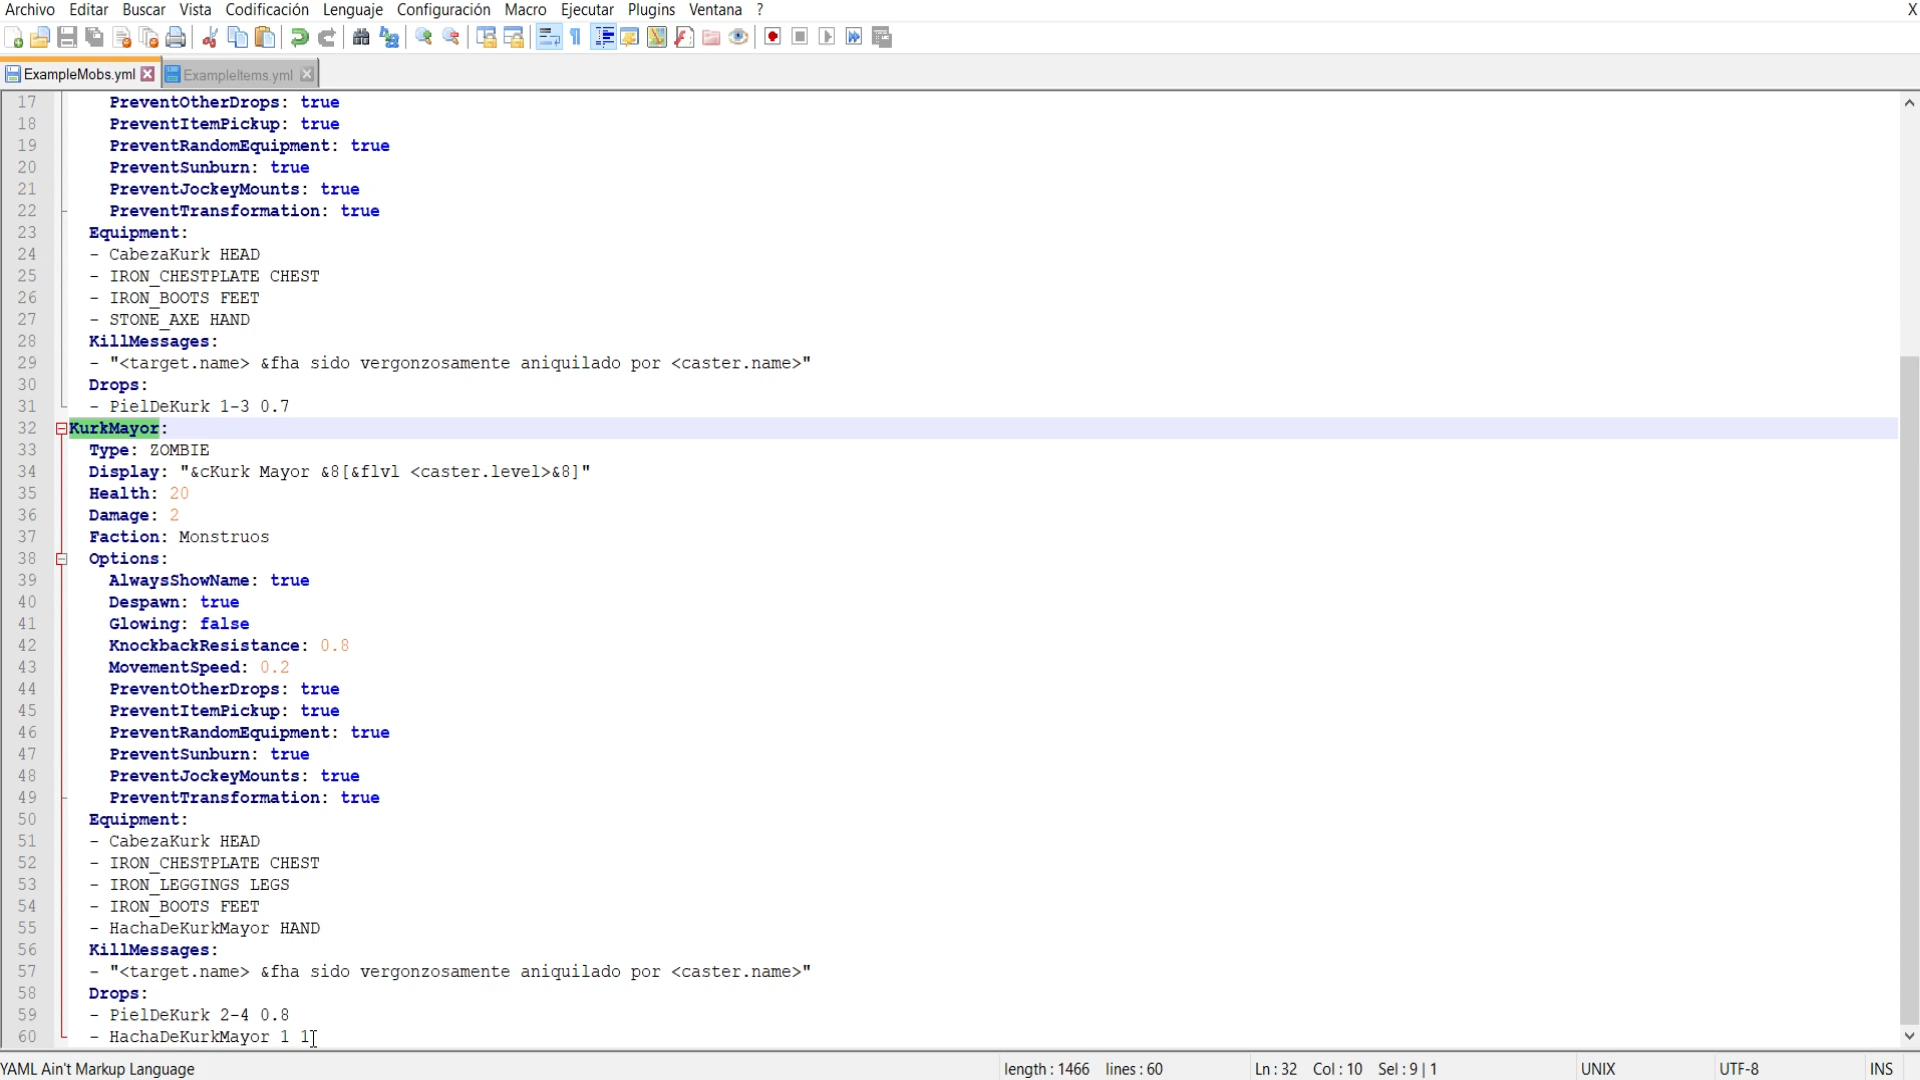 Archivo Editar Buscar Vista Codificación Lenguaje Configuración Macro Ejecutar Plugins Ventana ? X
ExampleMobs.yml ExampleItems.yml
17 PreventOtherDrops: true
18 PreventItemPickup: true
19 PreventRandomEquipment: true
20 PreventSunburn: true
21 PreventJockeyMounts: true
22 PreventTransformation: true
23 Equipment:
24 - CabezaKurk HEAD
25 - IRON_CHESTPLATE CHEST
26 - IRON_BOOTS FEET
27 - STONE_AXE HAND
28 KillMessages:
29 - "<target.name> &fha sido vergonzosamente aniquilado por <caster.name>"
30 Drops:
31 - PielDeKurk 1-3 0.7
32 KurkMayor:
33 Type: ZOMBIE
34 Display: "&cKurk Mayor &8[&flvl <caster.level>&8]"
35 Health: 20
36 Damage: 2
37 Faction: Monstruos
38 Options:
39 AlwaysShowName: true
40 Despawn: true
41 Glowing: false
42 KnockbackResistance: 0.8
43 MovementSpeed: 0.2
44 PreventOtherDrops: true
45 PreventItemPickup: true
46 PreventRandomEquipment: true
47 PreventSunburn: true
48 PreventJockeyMounts: true
49 PreventTransformation: true
50 Equipment:
51 - CabezaKurk HEAD
52 - IRON_CHESTPLATE CHEST
53 - IRON_LEGGINGS LEGS
54 - IRON_BOOTS FEET
55 - HachaDeKurkMayor HAND
56 KillMessages:
57 - "<target.name> &fha sido vergonzosamente aniquilado por <caster.name>"
58 Drops:
59 - PielDeKurk 2-4 0.8
60 - HachaDeKurkMayor 1 1
YAML Ain't Markup Language length : 1466 lines : 60 Ln : 32 Col : 10 Sel : 9 | 1 UNIX UTF-8 INS